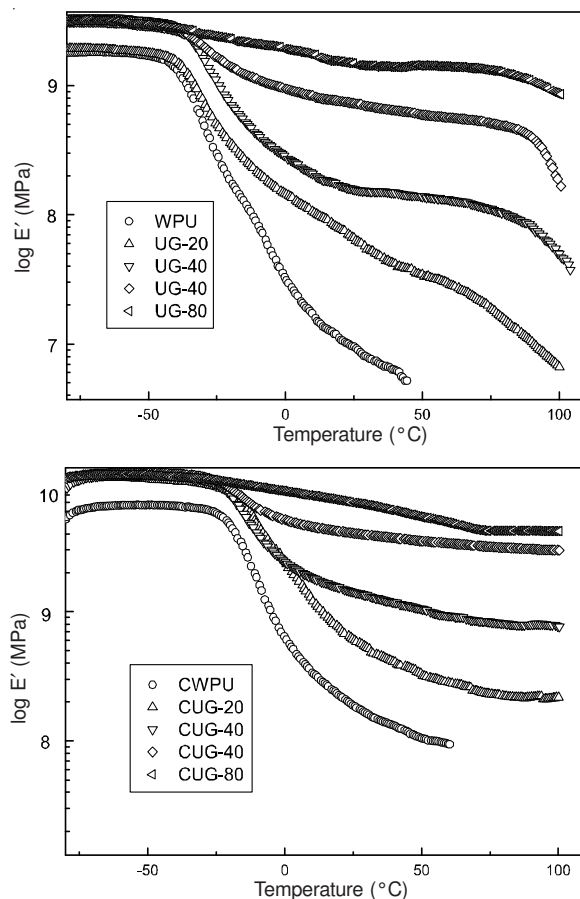 9
8
7
log E′ (MPa)
WPU
UG-20
UG-40
UG-40
UG-80
-50 0 50 100
Temperature (°C)
10
9
8
log E′ (MPa)
CWPU
CUG-20
CUG-40
CUG-40
CUG-80
-50 0 50 100
Temperature (°C)